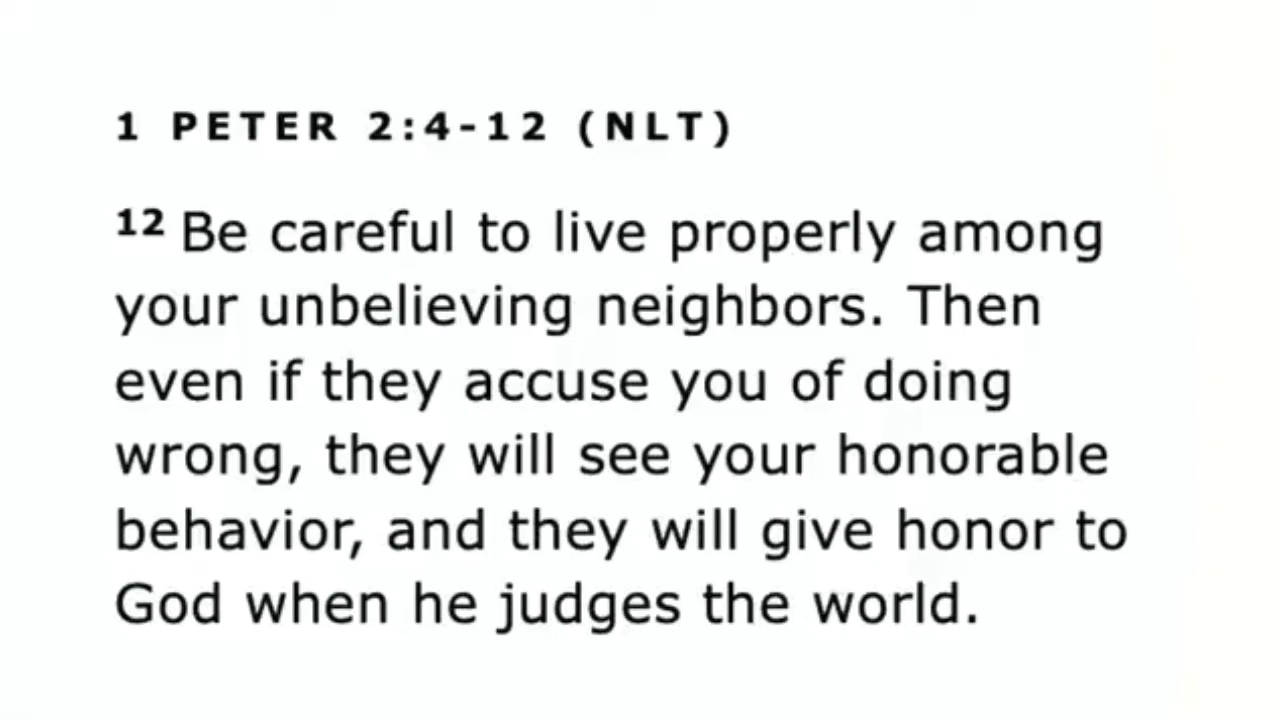 1 PETER 2:4-12 (NLT)
12 Be careful to live properly among
your unbelieving neighbors. Then
even if they accuse you of doing
wrong, they will see your honorable
behavior, and they will give honor to
God when he judges the world.